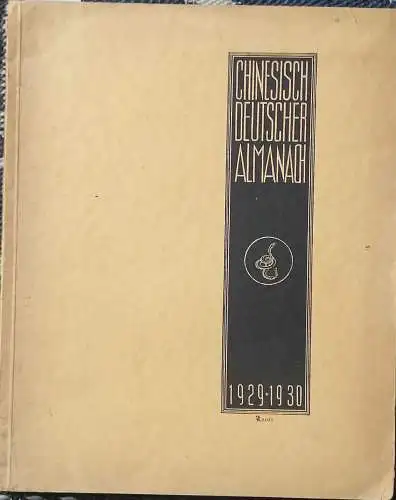 CHINESISCH
DEUTSCHER
ALMANACH
1929-1930